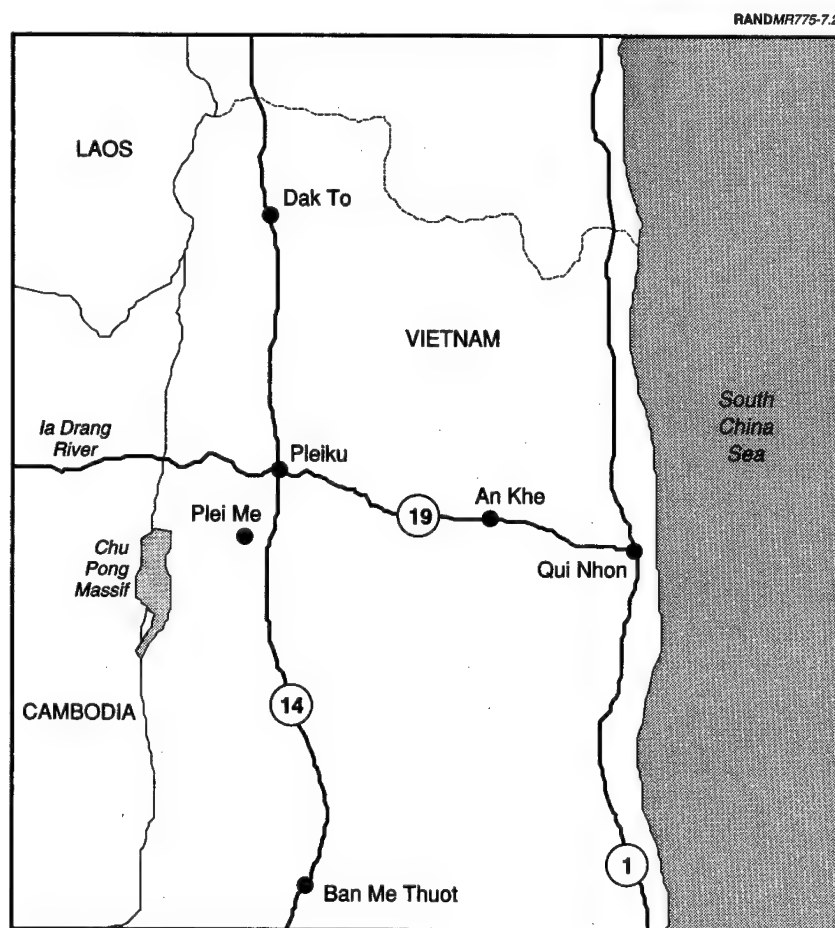 RANDMR775-7.2
LAOS
Dak To
VIETNAM
South
China
Sea
Ia Drang
River
Pleiku
Plei Me
19
An Khe
Chu
Pong
Massif
Qui Nhon
CAMBODIA
14
1
Ban Me Thuot